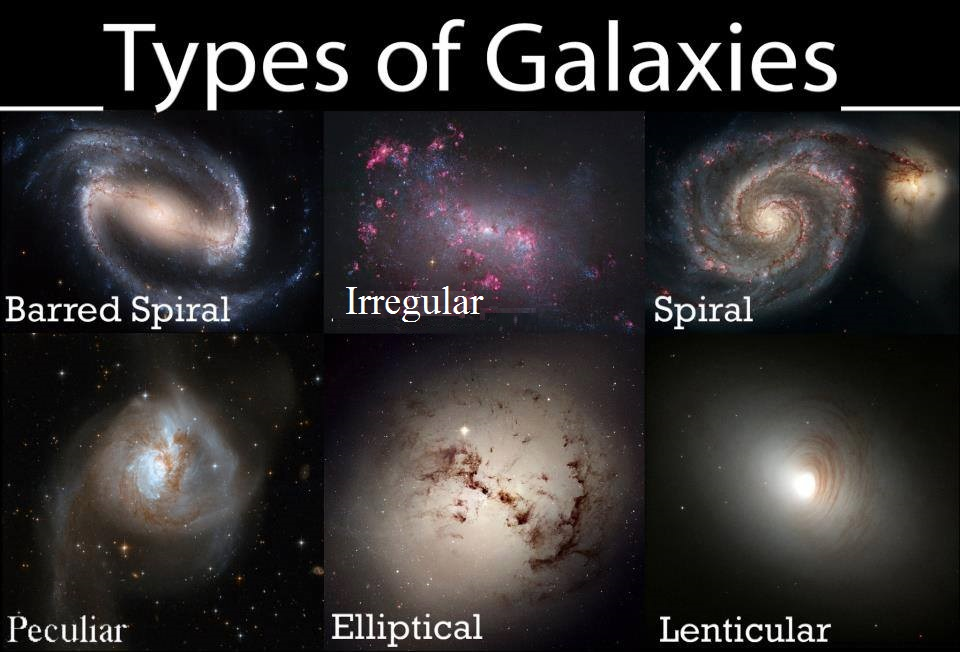 Types of Galaxies
Barred Spiral
Irregular
Spiral
Peculiar
Elliptical
Lenticular